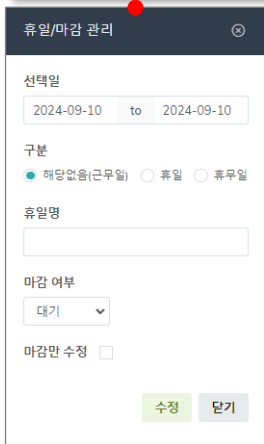 휴일/마감 관리
선택일
2024-09-10 to 2024-09-10
구분
해당없음(근무일) 휴일 휴무일
휴일명
마감 여부
대기
마감만 수정
수정 닫기